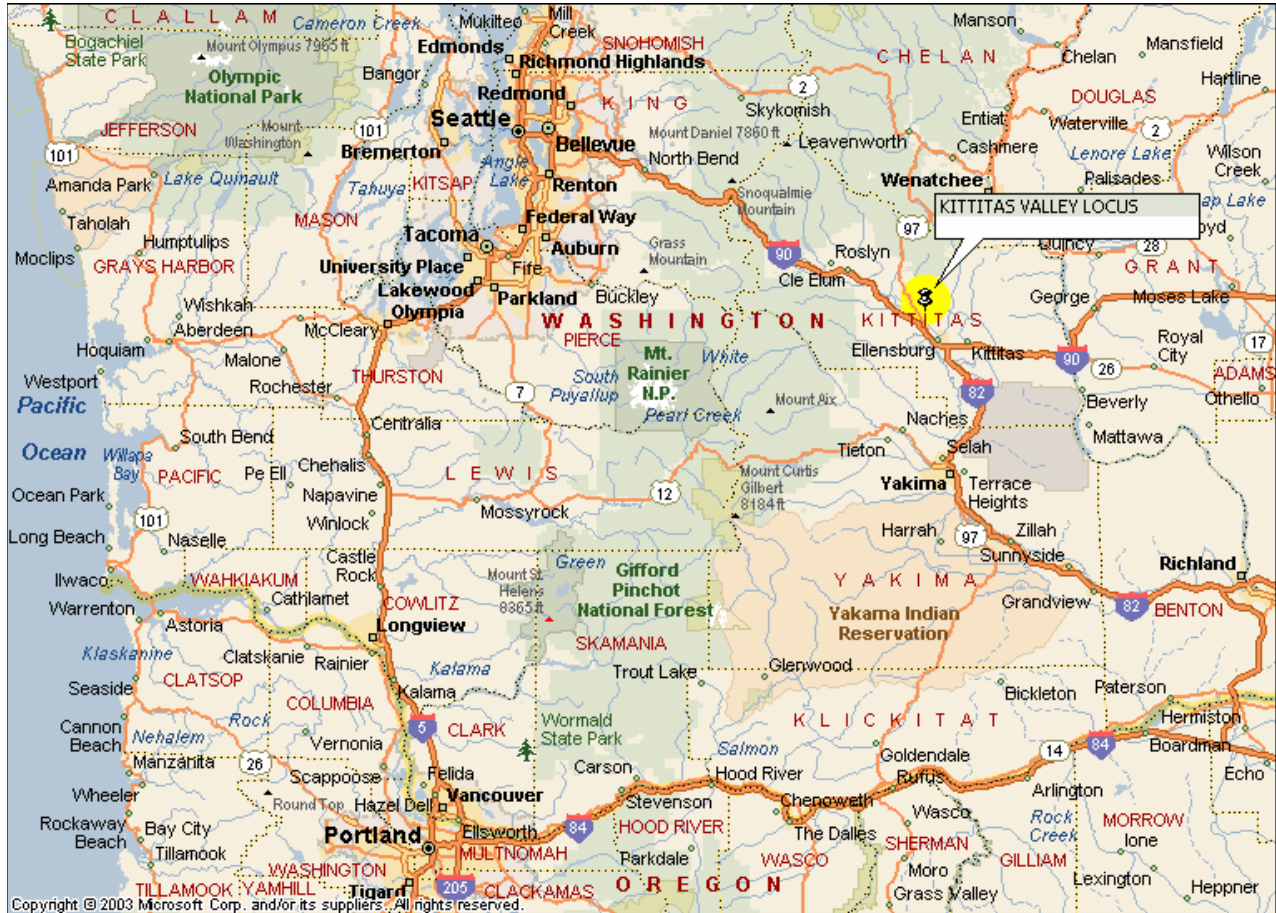 CLALLAM
Cameron Creek
Mukilteo
Mill
Creek
Manson
Bogachiel
State Park
Mount Olympus 7965 ft
Edmonds
SNOHOMISH
CHELAN
Chelan
Mansfield
Olympic
National Park
Bangor
Richmond Highlands
2
Hartline
Redmond
KING
Skykomish
DOUGLAS
JEFFERSON
Mount
Washington
101
Seattle
Entiat
Waterville
2
101
Bremerton
Bellevue
Mount Daniel 7860 ft
Leavenworth
Cashmere
Lenore Lake
Wilson
Creek
Amanda Park
Lake Quinault
Tahuya
KITSAP
Angle
Lake
North Bend
Wenatchee
Palisades
Taholah
MASON
Renton
Snoqualmie
Mountain
KITTITAS VALLEY LOCUS
ap Lake
Humptulips
Federal Way
97
oyd
Moclips
GRAYS HARBOR
Tacoma
Auburn
Grass
Mountain
90
Roslyn
Quincy
28
University Place
Fife
Cle Elum
GRANT
Wishkah
Lakewood
Parkland
Buckley
George
Moses Lake
Aberdeen
McCleary
Olympia
WASHINGTON
KITTITAS
Hoquiam
Malone
PIERCE
Ellensburg
Kittitas
Royal
City
17
Westport
Rochester
THURSTON
Mt.
Rainier
N.P.
White
90
26
ADAMS
Pacific
Ocean
7
South
Puyallup
Pearl Creek
Mount Aix
82
Beverly
Othello
Centralia
Naches
Mattawa
South Bend
Willapa
Bay
PACIFIC
Pe Ell
Chehalis
LEWIS
Tieton
Selah
Ocean Park
Napavine
12
Mount Curtis
Gilbert
8184 ft
Yakima
Terrace
Heights
101
Winlock
Mossyrock
Long Beach
Naselle
Harrah
97
Zillah
Castle
Rock
Green
Sunnyside
Richland
Ilwaco
WAHKIAKUM
Mount St.
Helens
8365 ft
Gifford
Pinchot
National Forest
YAKIMA
Warrenton
Cathlamet
COWLITZ
Grandview
82
BENTON
Astoria
Longview
Yakama Indian
Reservation
Klaskanine
Clatskanie
Rainier
SKAMANIA
Seaside
CLATSOP
Kalama
Trout Lake
Glenwood
COLUMBIA
Kalama
Bickleton
Paterson
Cannon
Beach
Rock
5
CLARK
Wormald
State Park
KLICKITAT
Hermiston
Nehalem
Vernonia
Salmon
Goldendale
14
84
Boardman
Manzanita
26
Scappoose
Felida
Carson
Hood River
Rufus
Echo
Wheeler
Round Top
Hazel Dell
Vancouver
Stevenson
Chenoweth
Arlington
Rockaway
Beach
Bay City
Portland
Ellsworth
84
HOOD RIVER
The Dalles
Wasco
Rock
Creek
MORROW
Tillamook
WASHINGTON
MULTNOMAH
Parkdale
WASCO
SHERMAN
Ione
TILLAMOOK
YAMHILL
Tigard
205
CLACKAMAS
OREGON
Moro
GILLIAM
Lexington
Grass Valley
Heppner
Copyright © 2003 Microsoft Corp. and/or its suppliers. All rights reserved.